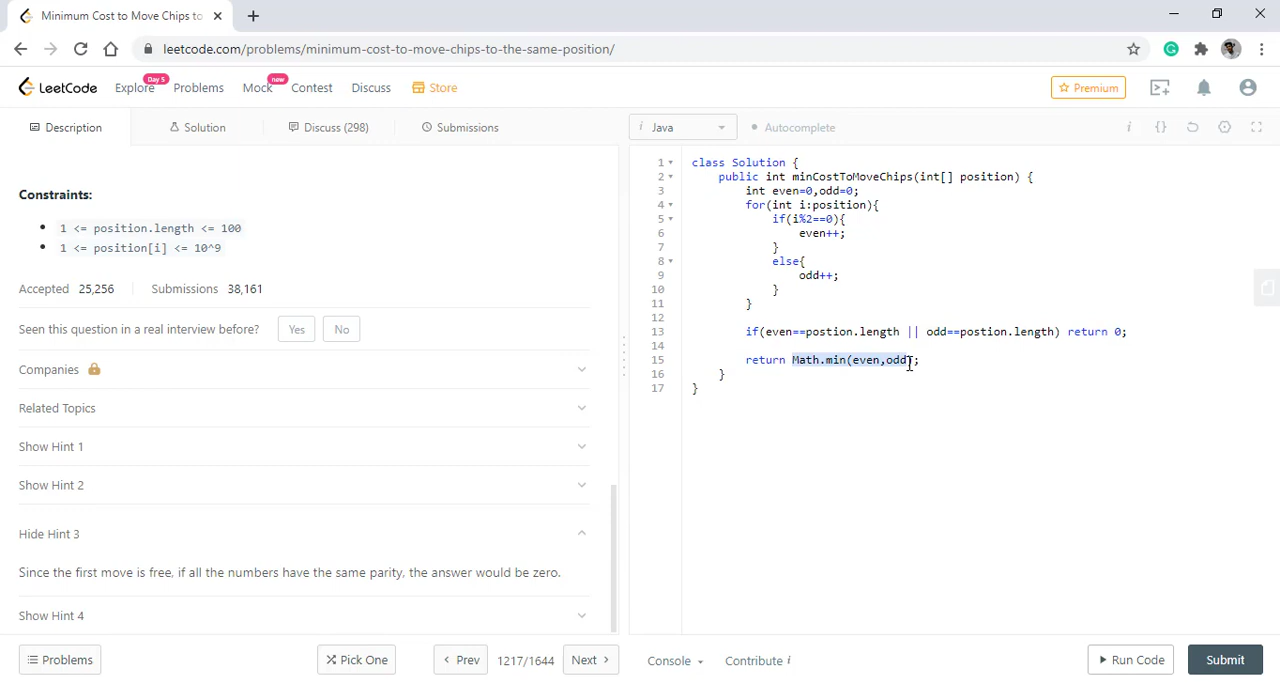 Minimum Cost to Move Chips to
leetcode.com/problems/minimum-cost-to-move-chips-to-the-same-position/
LeetCode
Explore
Day 5
Problems
Mock
new
Contest
Discuss
Store
Premium
Description
Solution
Discuss (298)
Submissions
i Java
Autocomplete
i {}
Constraints:
1 <= position.length <= 100
1 <= position[i] <= 10^9
Accepted 25,256 Submissions 38,161
Seen this question in a real interview before? Yes No
Companies
Related Topics
Show Hint 1
Show Hint 2
Hide Hint 3
Since the first move is free, if all the numbers have the same parity, the answer would be zero.
Show Hint 4
1 class Solution {
2 public int minCostToMoveChips(int[] position) {
3 int even=0,odd=0;
4 for(int i:position){
5 if(i%2==0){
6 even++;
7 }
8 else{
9 odd++;
10 }
11 }
12
13 if(even==postion.length || odd==postion.length) return 0;
14
15 return Math.min(even,odd);
16 }
17 }
Problems
Pick One
Prev
1217/1644
Next
Console
Contribute i
Run Code
Submit